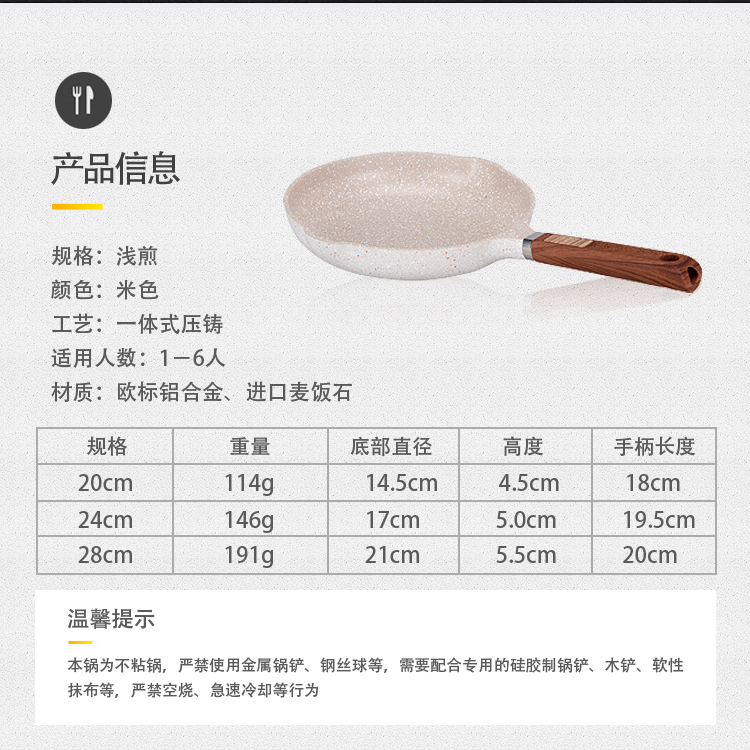 产品信息
规格：浅煎
颜色：米色
工艺：一体式压铸
适用人数：1－6人
材质：欧标铝合金、进口麦饭石
规格 重量 底部直径 高度 手柄长度
20cm 114g 14.5cm 4.5cm 18cm
24cm 146g 17cm 5.0cm 19.5cm
28cm 191g 21cm 5.5cm 20cm
温馨提示
本锅为不粘锅，严禁使用金属锅铲、钢丝球等，需要配合专用的硅胶制锅铲、木铲、软性
抹布等，严禁空烧、急速冷却等行为